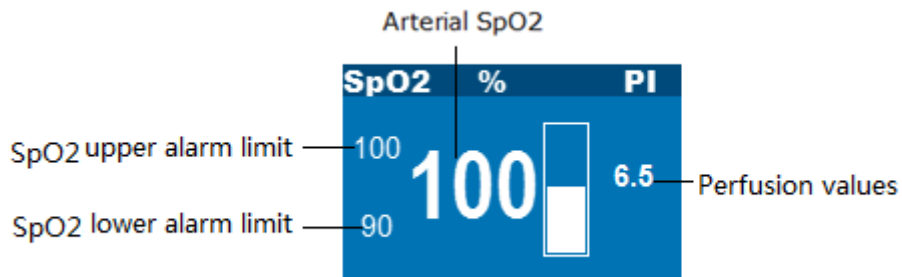 Arterial SpO2
SpO2 % PI
SpO2 upper alarm limit 100
100 6.5 Perfusion values
SpO2 lower alarm limit 90